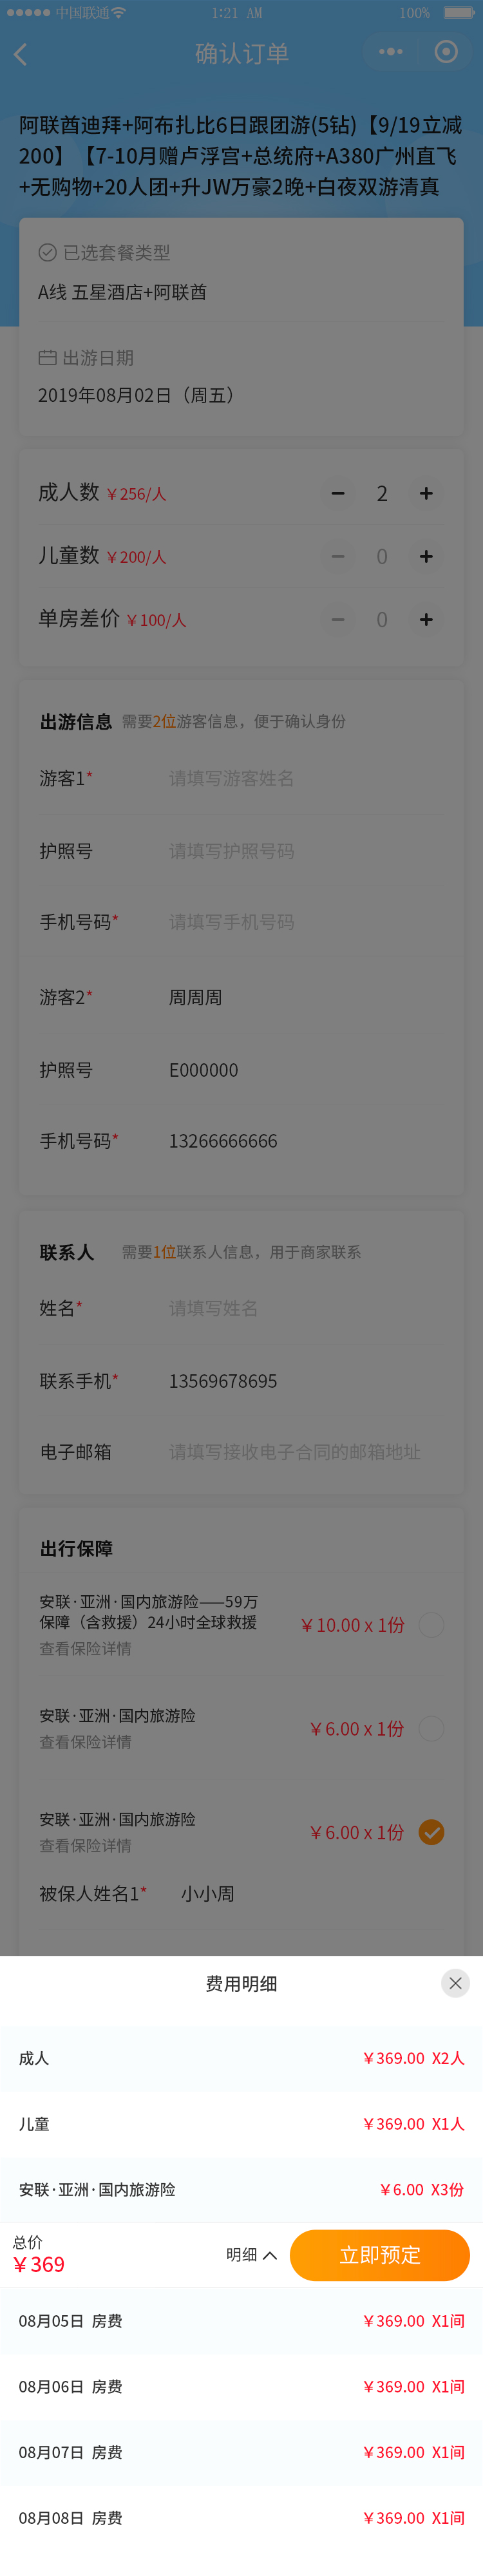 中国联通 1:21 AM 100%
确认订单
阿联酋迪拜+阿布扎比6日跟团游(5钻)【9/19立减
200】【7-10月赠卢浮宫+总统府+A380广州直飞
+无购物+20人团+升JW万豪2晚+白夜双游清真
已选套餐类型
A线 五星酒店+阿联酋
出游日期
2019年08月02日（周五）
成人数 ¥256/人 2
儿童数 ¥200/人 0
单房差价 ¥100/人 0
出游信息 需要2位游客信息，便于确认身份
游客1* 请填写游客姓名
护照号 请填写护照号码
手机号码* 请填写手机号码
游客2* 周周周
护照号 E000000
手机号码* 13266666666
联系人 需要1位联系人信息，用于商家联系
姓名* 请填写姓名
联系手机* 13569678695
电子邮箱 请填写接收电子合同的邮箱地址
出行保障
安联·亚洲·国内旅游险——59万
保障（含救援）24小时全球救援
¥10.00 x 1份
查看保险详情
安联·亚洲·国内旅游险
¥6.00 x 1份
查看保险详情
安联·亚洲·国内旅游险
¥6.00 x 1份
查看保险详情
被保人姓名1* 小小周
费用明细
成人 ¥369.00 X2人
儿童 ¥369.00 X1人
安联·亚洲·国内旅游险 ¥6.00 X3份
总价
¥369
明细
立即预定
08月05日 房费 ¥369.00 X1间
08月06日 房费 ¥369.00 X1间
08月07日 房费 ¥369.00 X1间
08月08日 房费 ¥369.00 X1间